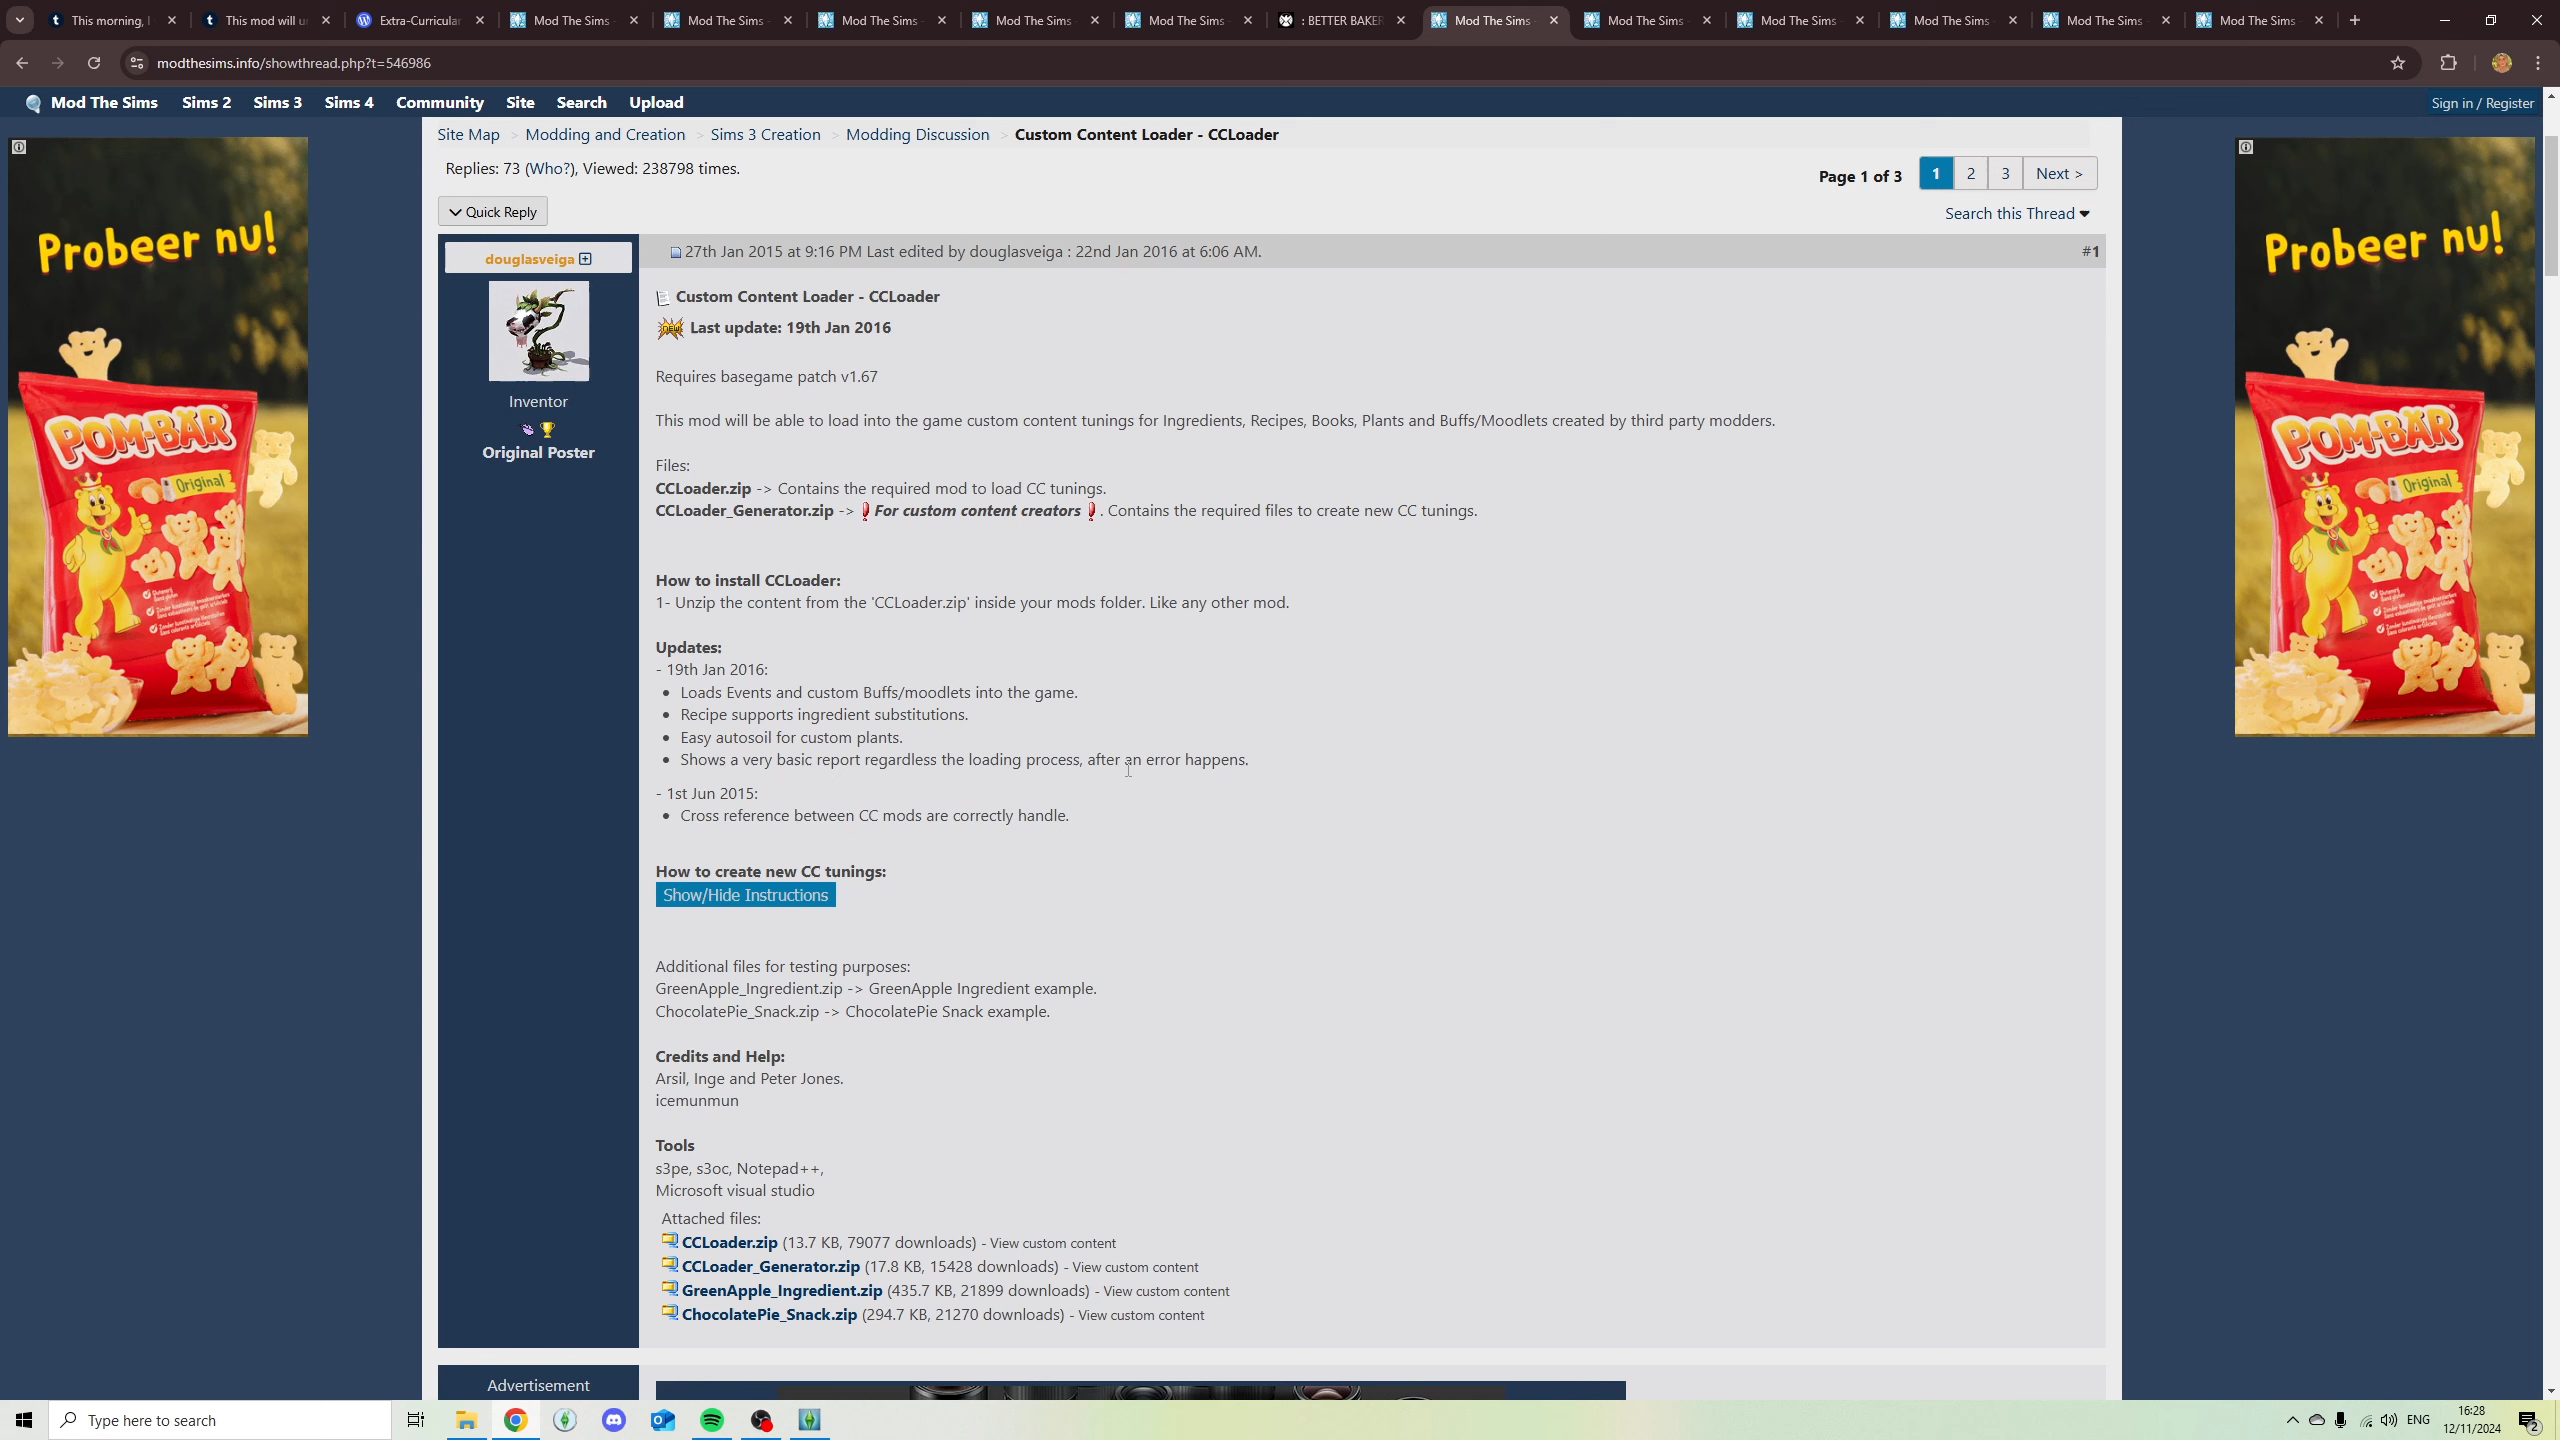 This morning, I
This mod will u
Extra-Curricular
Mod The Sims
Mod The Sims
Mod The Sims
Mod The Sims
Mod The Sims
: BETTER BAKER
Mod The Sims
Mod The Sims
Mod The Sims
Mod The Sims
Mod The Sims
Mod The Sims
modthesims.info/showthread.php?t=546986
Mod The Sims Sims 2 Sims 3 Sims 4 Community Site Search Upload
Sign in / Register
Site Map > Modding and Creation > Sims 3 Creation > Modding Discussion > Custom Content Loader - CCLoader
Replies: 73 (Who?), Viewed: 238798 times.
Page 1 of 3 1 2 3 Next >
Quick Reply
Search this Thread
douglasveiga
27th Jan 2015 at 9:16 PM Last edited by douglasveiga : 22nd Jan 2016 at 6:06 AM.
#1
Inventor
Original Poster
Custom Content Loader - CCLoader
NEW Last update: 19th Jan 2016
Requires basegame patch v1.67
This mod will be able to load into the game custom content tunings for Ingredients, Recipes, Books, Plants and Buffs/Moodlets created by third party modders.
Files:
CCLoader.zip -> Contains the required mod to load CC tunings.
CCLoader_Generator.zip -> For custom content creators . Contains the required files to create new CC tunings.
How to install CCLoader:
1- Unzip the content from the 'CCLoader.zip' inside your mods folder. Like any other mod.
Updates:
- 19th Jan 2016:
• Loads Events and custom Buffs/moodlets into the game.
• Recipe supports ingredient substitutions.
• Easy autosoil for custom plants.
• Shows a very basic report regardless the loading process, after an error happens.
- 1st Jun 2015:
• Cross reference between CC mods are correctly handle.
How to create new CC tunings:
Show/Hide Instructions
Additional files for testing purposes:
GreenApple_Ingredient.zip -> GreenApple Ingredient example.
ChocolatePie_Snack.zip -> ChocolatePie Snack example.
Credits and Help:
Arsil, Inge and Peter Jones.
icemunmun
Tools
s3pe, s3oc, Notepad++,
Microsoft visual studio
Attached files:
CCLoader.zip (13.7 KB, 79077 downloads) - View custom content
CCLoader_Generator.zip (17.8 KB, 15428 downloads) - View custom content
GreenApple_Ingredient.zip (435.7 KB, 21899 downloads) - View custom content
ChocolatePie_Snack.zip (294.7 KB, 21270 downloads) - View custom content
Advertisement
Probeer nu!
POM-BÄR
Original
Probeer nu!
POM-BÄR
Original
Type here to search
ENG
16:28
12/11/2024
2